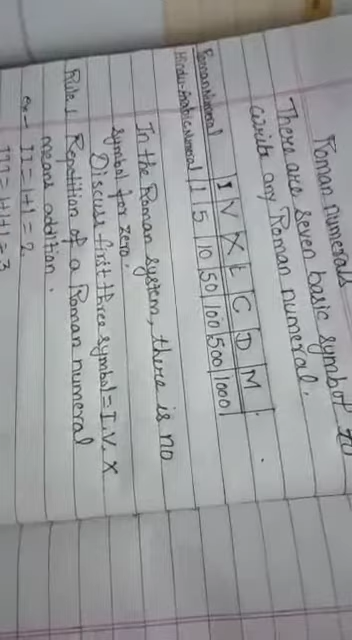 Roman numerals
There are seven basic symbol to
write any Roman numeral.
Roman Numeral I V X L C D M
Hindu-Arabic Numeral 1 5 10 50 100 500 1000
In the Roman system, there is no
symbol for zero.
Discuss first three symbol = I, V, X
Rule 1 Repetition of a Roman numeral
means addition.
ex - II = 1+1 = 2
III = 1+1+1 = 3